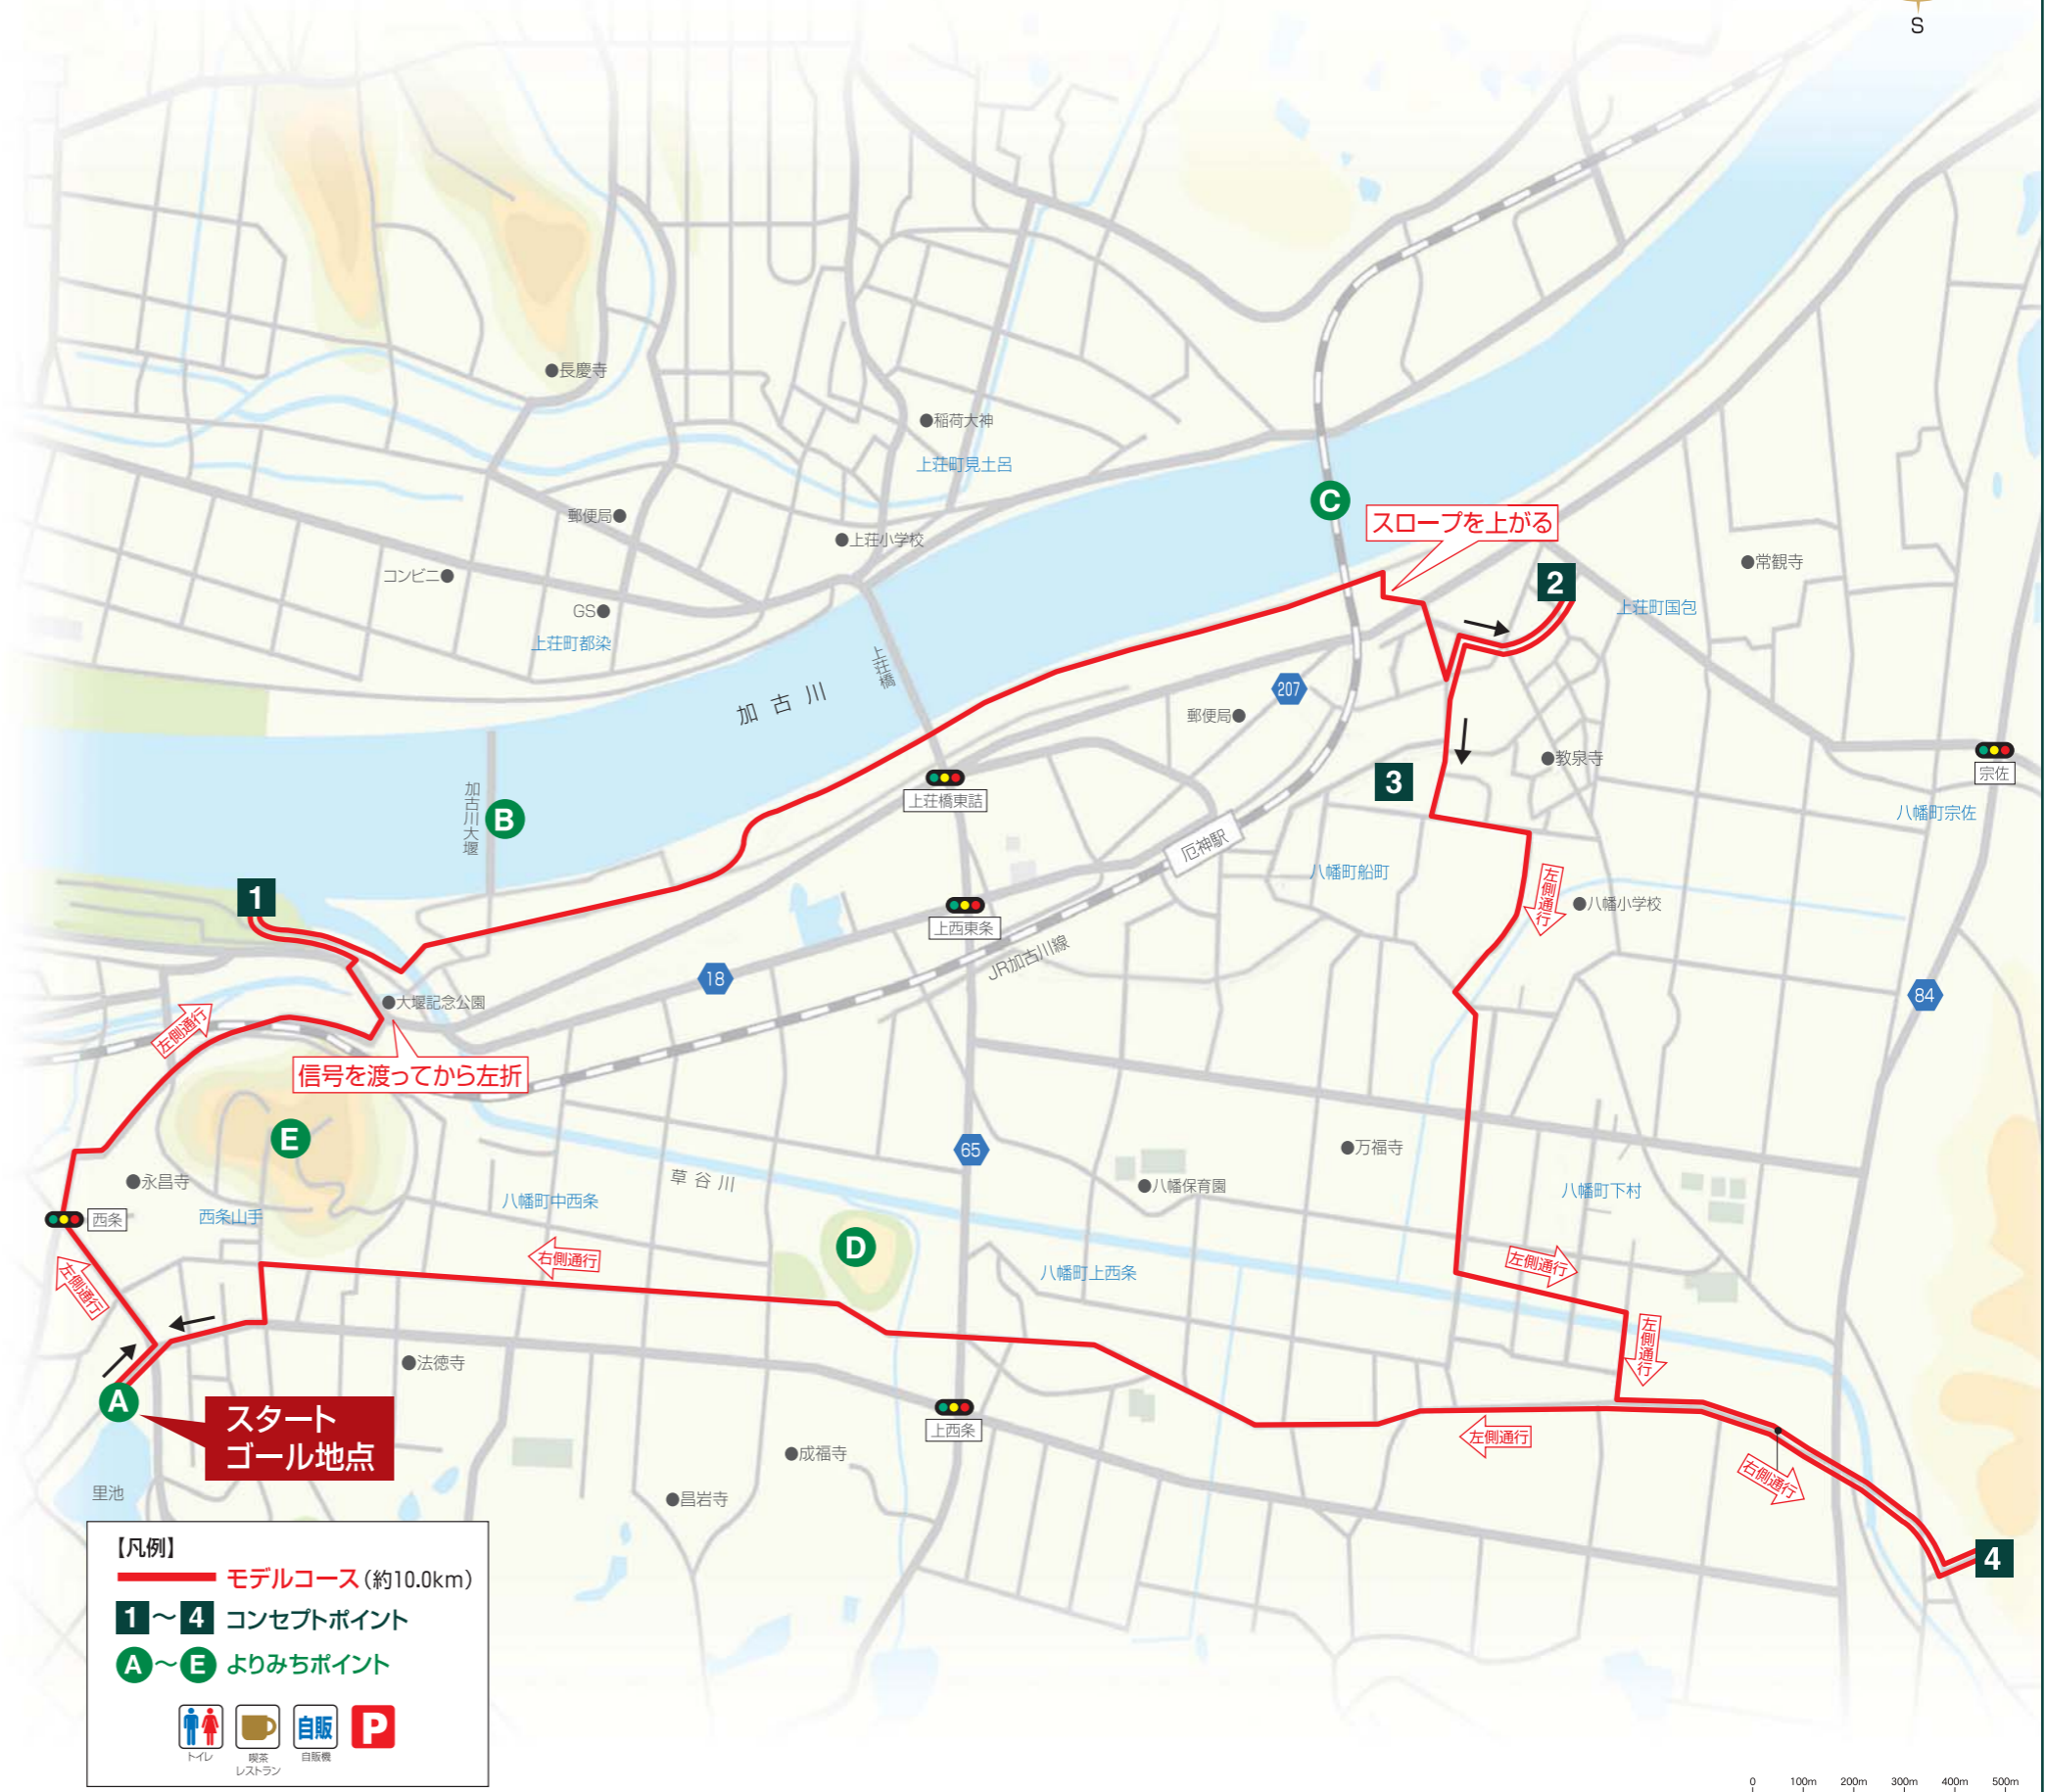 S
長慶寺
稲荷大神
上荘町見土呂
C
郵便局
スロープを上がる
上荘小学校
常観寺
コンビニ
2
GS
上荘町国包
上荘町都染
上荘橋
207
加古川
郵便局
教泉寺
宗佐
3
上荘橋東詰
加古川大堰
B
八幡町宗佐
厄神駅
八幡町船町
左側通行
1
八幡小学校
上西東条
JR加古川線
18
84
大堰記念公園
左側通行
信号を渡ってから左折
E
65
万福寺
草谷川
永昌寺
八幡保育園
八幡町下村
八幡町中西条
西条
西条山手
D
右側通行
左側通行
八幡町上西条
左側通行
左側通行
法徳寺
A
スタート
ゴール地点
上西条
左側通行
成福寺
右側通行
里池
昌岩寺
4
【凡例】
モデルコース(約10.0km)
1〜4 コンセプトポイント
A〜E よりみちポイント
自販 P
トイレ 喫茶 自販機
レストラン
0 100m 200m 300m 400m 500m